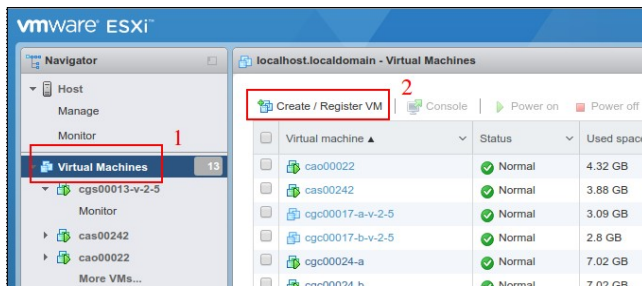 vmware ESXi™
Navigator
Host
Manage
Monitor
1
Virtual Machines 13
cgs00013-v-2-5
Monitor
cas00242
cao00022
More VMs...
localhost.localdomain - Virtual Machines
2
Create / Register VM Console Power on Power off
Virtual machine Status Used space
cao00022 Normal 4.32 GB
cas00242 Normal 3.88 GB
cgc00017-a-v-2-5 Normal 3.09 GB
cgc00017-b-v-2-5 Normal 2.8 GB
cgc00024-a Normal 7.02 GB
cgc00024-b Normal 7.02 GB